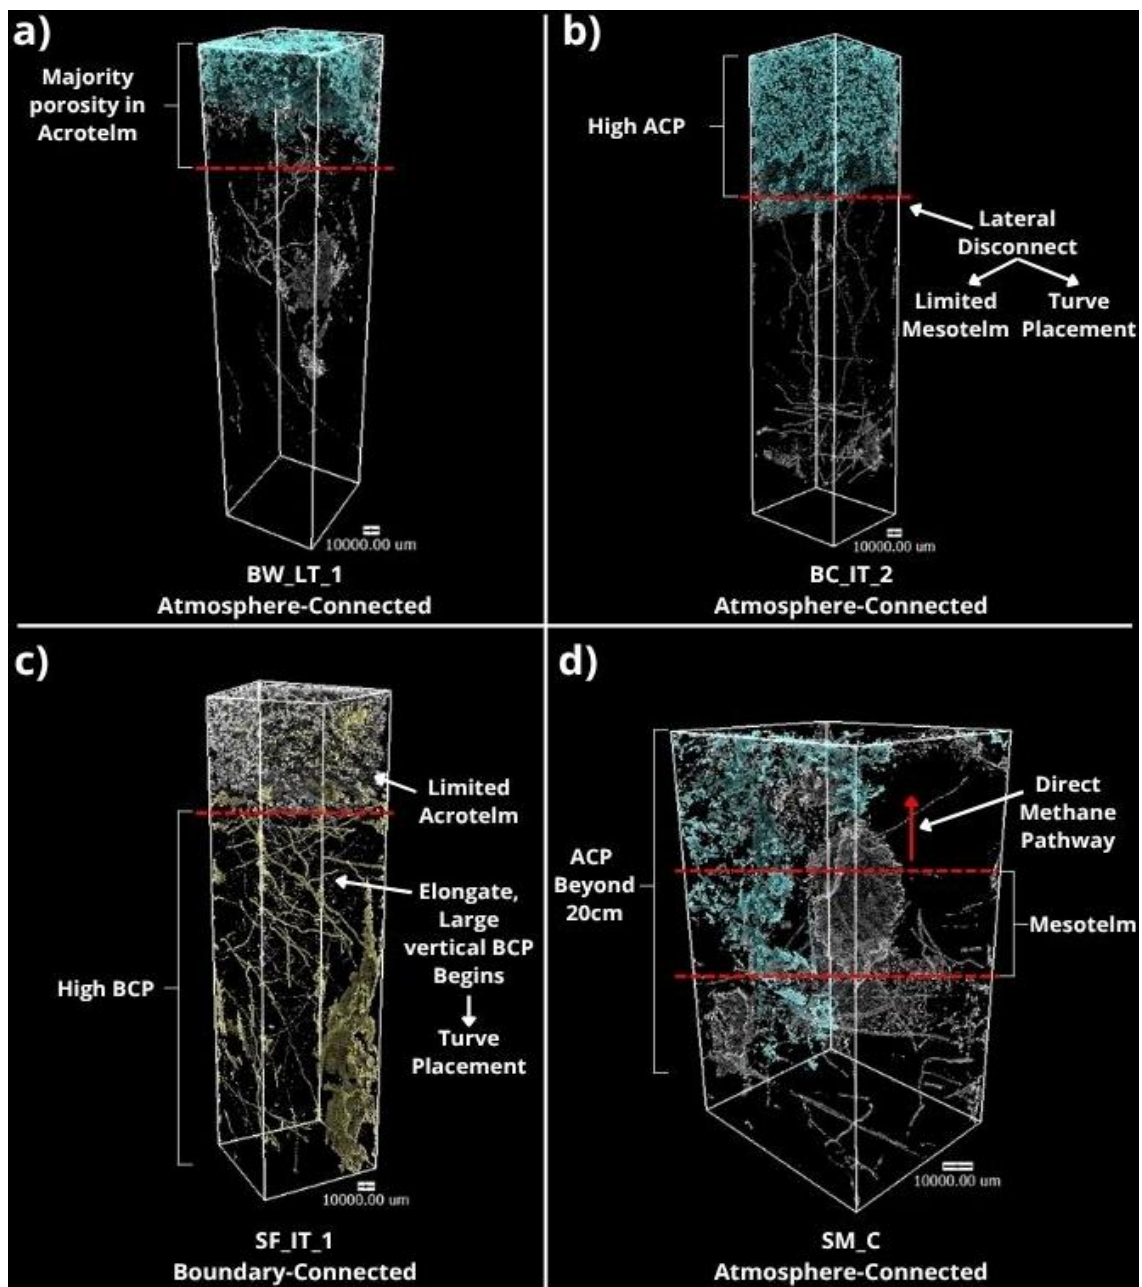 a)
Majority
porosity in
Acrotelm
10000.00 um
BW_LT_1
Atmosphere-Connected
b)
High ACP
Lateral
Disconnect
Limited
Mesotelm
Turve
Placement
10000.00 um
BC_IT_2
Atmosphere-Connected
c)
Limited
Acrotelm
Elongate,
Large
vertical BCP
Begins
Turve
Placement
High BCP
10000.00 um
SF_IT_1
Boundary-Connected
d)
Direct
Methane
Pathway
ACP
Beyond
20cm
Mesotelm
10000.00 um
SM_C
Atmosphere-Connected